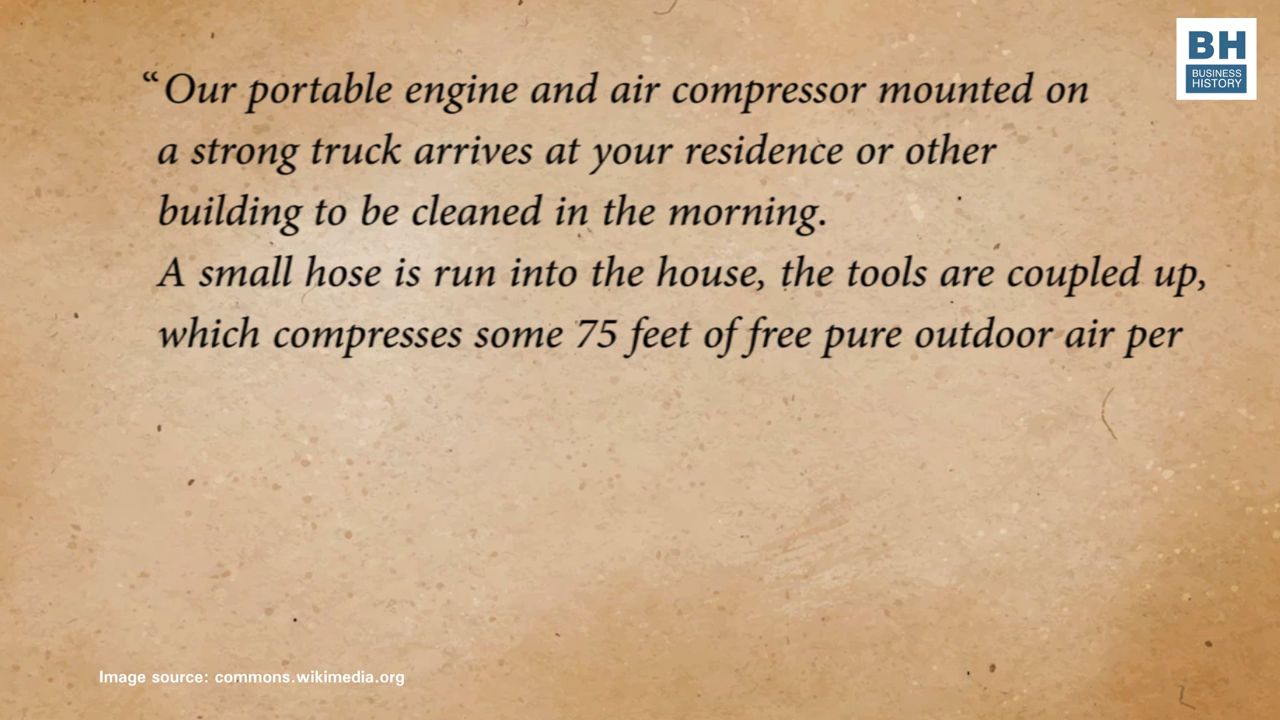 BH
BUSINESS
HISTORY
“Our portable engine and air compressor mounted on
a strong truck arrives at your residence or other
building to be cleaned in the morning.
A small hose is run into the house, the tools are coupled up,
which compresses some 75 feet of free pure outdoor air per
Image source: commons.wikimedia.org